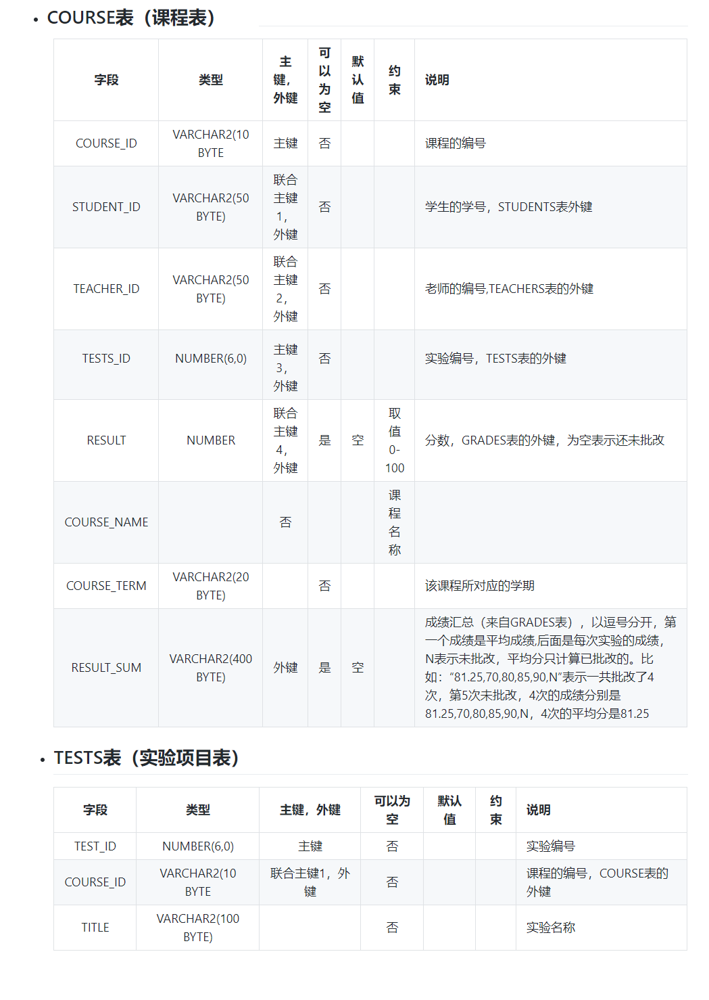 COURSE表（课程表）
字段 类型 主键，外键 可以为空 默认值 约束 说明
COURSE_ID VARCHAR2(10 BYTE 主键 否 课程的编号
STUDENT_ID VARCHAR2(50 BYTE) 联合主键1，外键 否 学生的学号，STUDENTS表外键
TEACHER_ID VARCHAR2(50 BYTE) 联合主键2，外键 否 老师的编号,TEACHERS表的外键
TESTS_ID NUMBER(6,0) 主键3，外键 否 实验编号，TESTS表的外键
RESULT NUMBER 联合主键4，外键 是 空 取值0-100 分数，GRADES表的外键，为空表示还未批改
COURSE_NAME 否 课程名称
COURSE_TERM VARCHAR2(20 BYTE) 否 该课程所对应的学期
RESULT_SUM VARCHAR2(400 BYTE) 外键 是 空 成绩汇总（来自GRADES表），以逗号分开，第一个成绩是平均成绩,后面是每次实验的成绩，N表示未批改，平均分只计算已批改的。比如：“81.25,70,80,85,90,N”表示一共批改了4次，第5次未批改，4次的成绩分别是81.25,70,80,85,90,N，4次的平均分是81.25
TESTS表（实验项目表）
字段 类型 主键，外键 可以为空 默认值 约束 说明
TEST_ID NUMBER(6,0) 主键 否 实验编号
COURSE_ID VARCHAR2(10 BYTE 联合主键1，外键 否 课程的编号，COURSE表的外键
TITLE VARCHAR2(100 BYTE) 否 实验名称